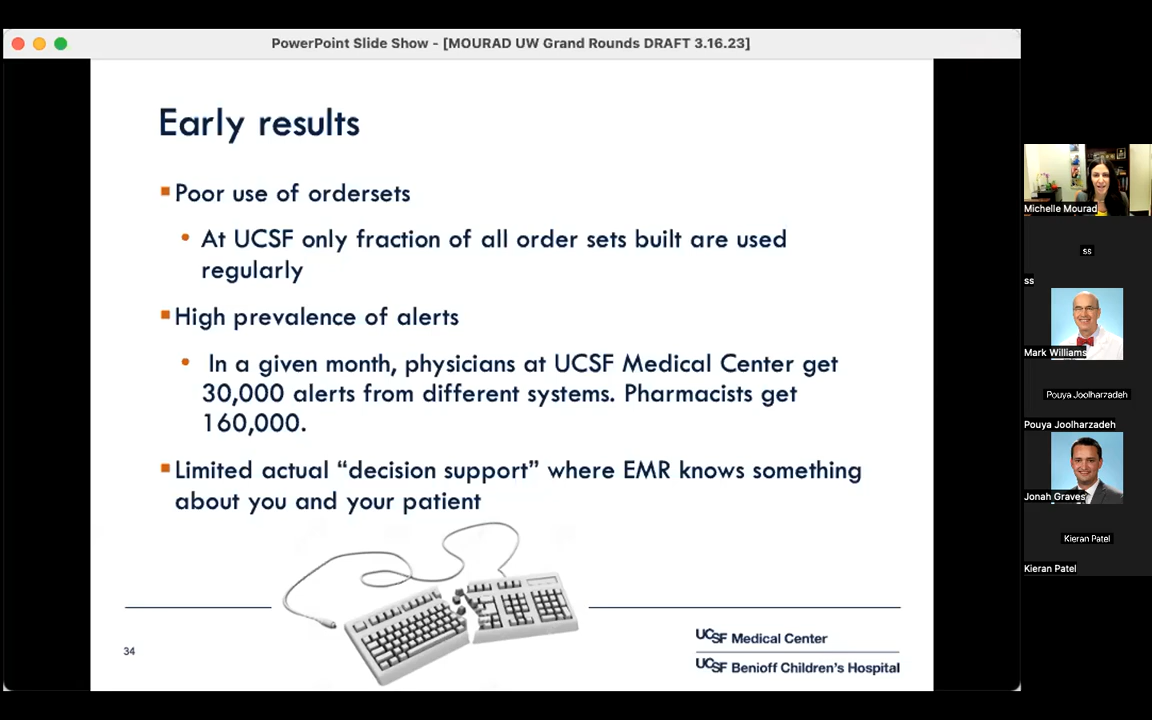 PowerPoint Slide Show - [MOURAD UW Grand Rounds DRAFT 3.16.23]
Early results
Poor use of ordersets
At UCSF only fraction of all order sets built are used
regularly
High prevalence of alerts
In a given month, physicians at UCSF Medical Center get
30,000 alerts from different systems. Pharmacists get
160,000.
Limited actual “decision support” where EMR knows something
about you and your patient
34
UCSF Medical Center
UCSF Benioff Children's Hospital
Michelle Mourad
ss
ss
Mark Williams
Pouya Joolharzadeh
Pouya Joolharzadeh
Jonah Graves
Kieran Patel
Kieran Patel